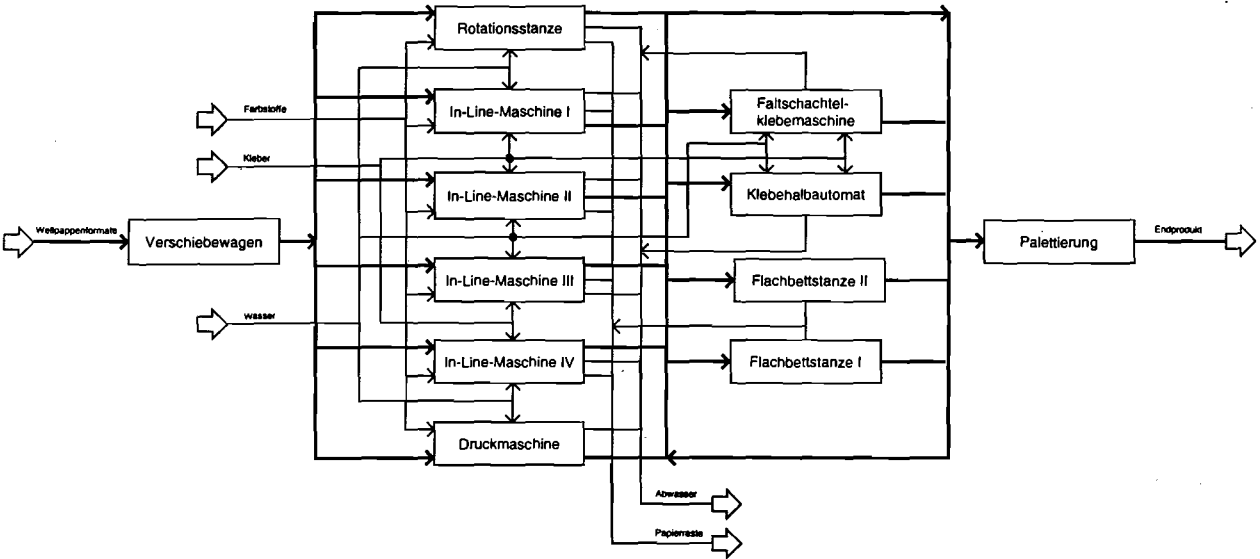 Rotationsstanze
Farbstoffe
In-Line-Maschine I
Faltschachtel-
klebemaschine
Kleber
In-Line-Maschine II
Klebehalbautomat
Wellpappenformate
Verschiebewagen
Palettierung
Endprodukt
In-Line-Maschine III
Flachbettstanze II
Wasser
In-Line-Maschine IV
Flachbettstanze I
Druckmaschine
Abwasser
Papierreste